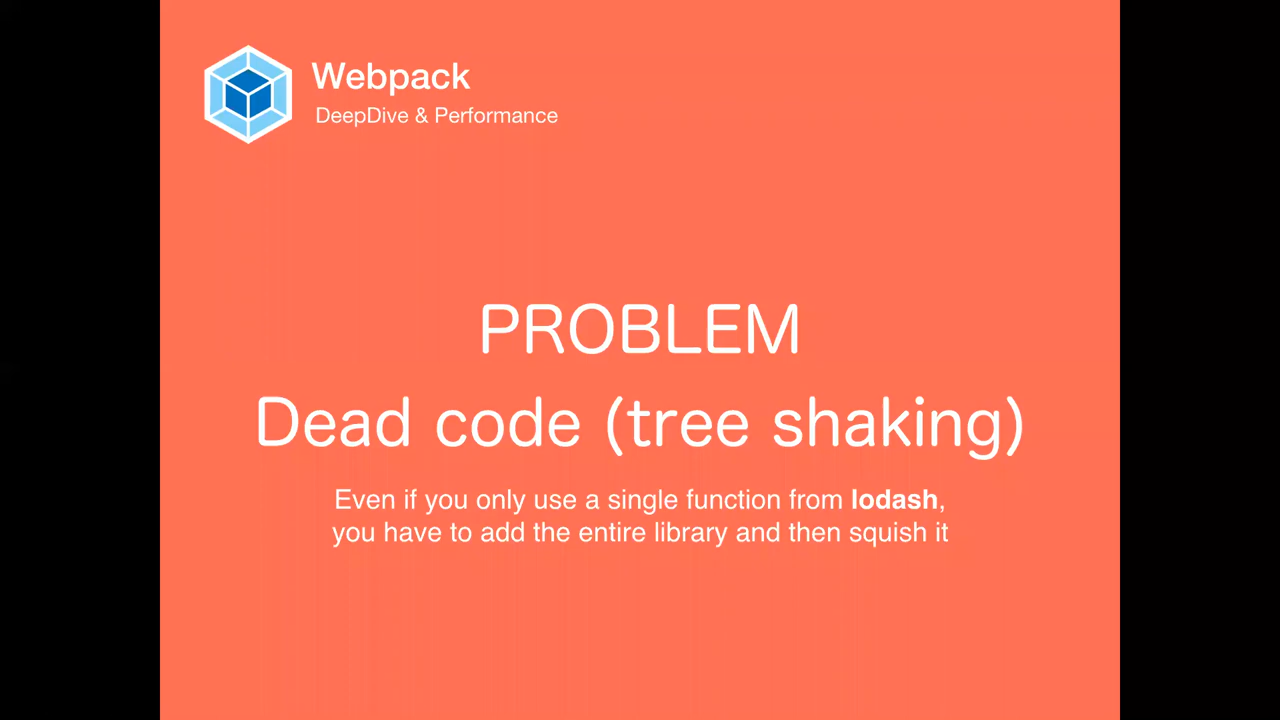 Webpack
DeepDive & Performance
PROBLEM
Dead code (tree shaking)
Even if you only use a single function from lodash,
you have to add the entire library and then squish it